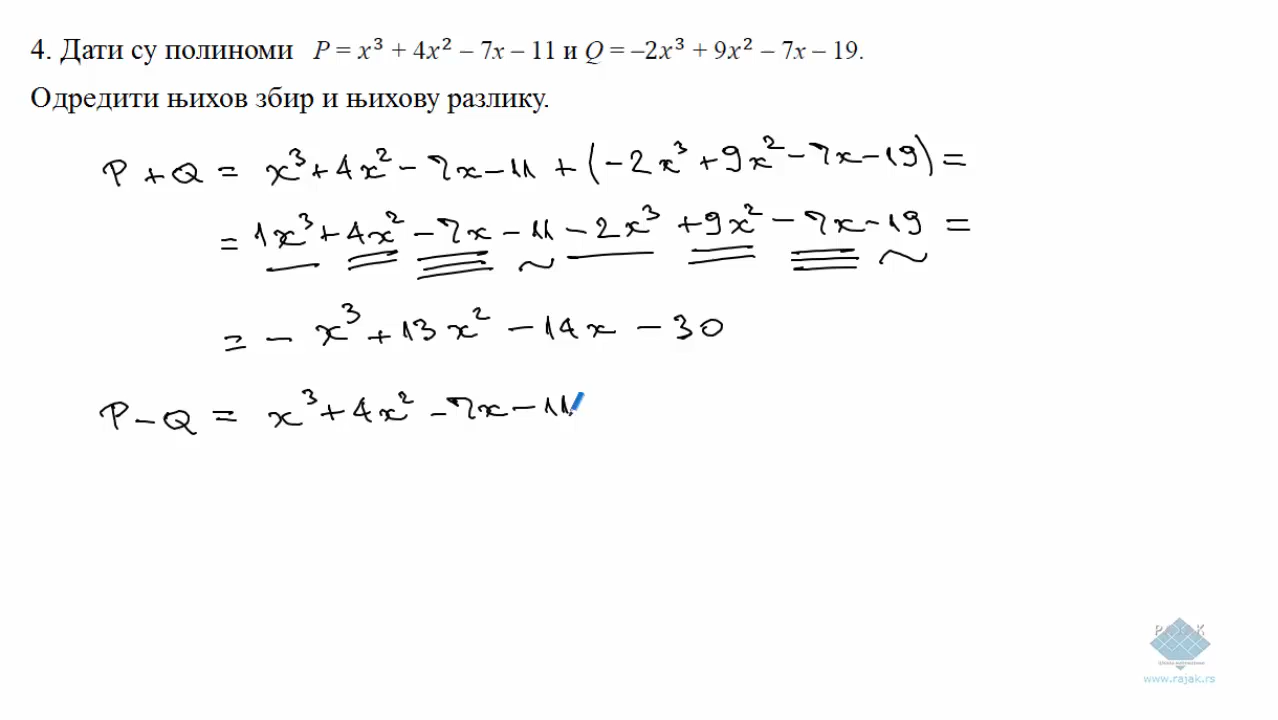 4. Дати су полиноми P = x³ + 4x² – 7x – 11 и Q = –2x³ + 9x² – 7x – 19.
Одредити њихов збир и њихову разлику.
P + Q = x³ + 4x² - 7x - 11 + (-2x³ + 9x² - 7x - 19) =
= 1x³ + 4x² - 7x - 11 - 2x³ + 9x² - 7x - 19 =
= - x³ + 13x² - 14x - 30
P - Q = x³ + 4x² - 7x - 11
www.rajak.rs